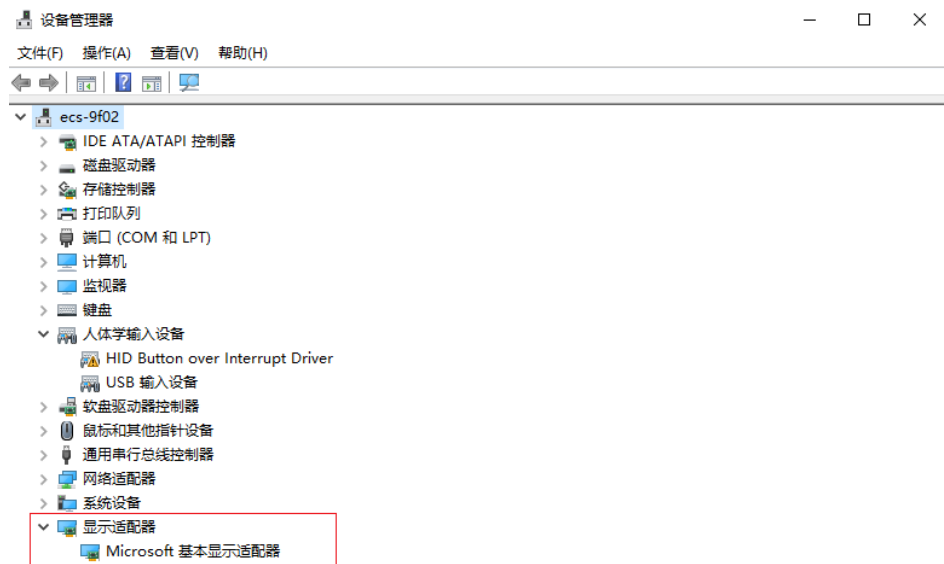 设备管理器
文件(F) 操作(A) 查看(V) 帮助(H)
ecs-9f02
IDE ATA/ATAPI 控制器
磁盘驱动器
存储控制器
打印队列
端口 (COM 和 LPT)
计算机
监视器
键盘
人体学输入设备
HID Button over Interrupt Driver
USB 输入设备
软盘驱动器控制器
鼠标和其他指针设备
通用串行总线控制器
网络适配器
系统设备
显示适配器
Microsoft 基本显示适配器